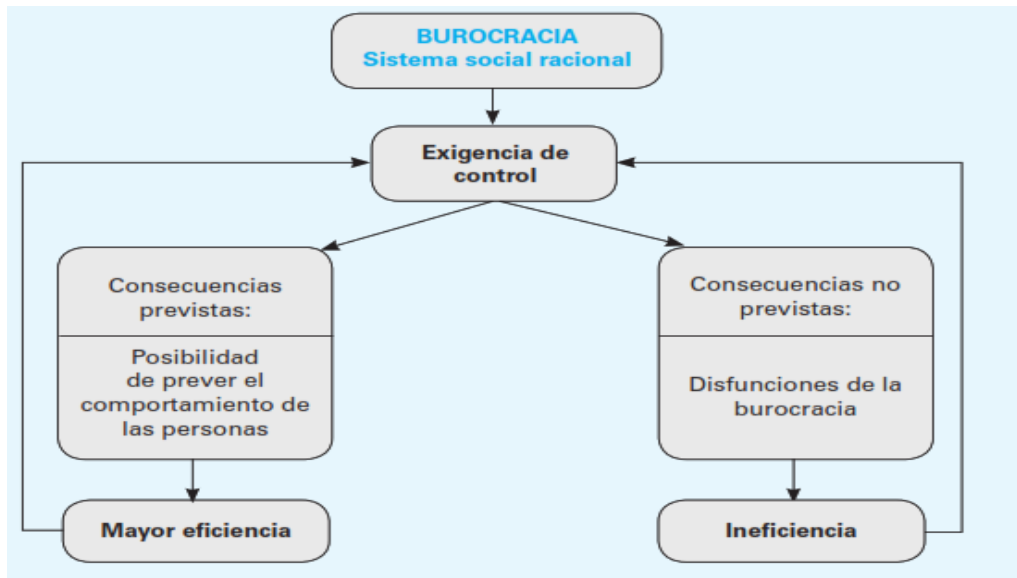 BUROCRACIA
Sistema social racional
Exigencia de
control
Consecuencias
previstas:
Posibilidad
de prever el
comportamiento de
las personas
Mayor eficiencia
Consecuencias no
previstas:
Disfunciones de la
burocracia
Ineficiencia